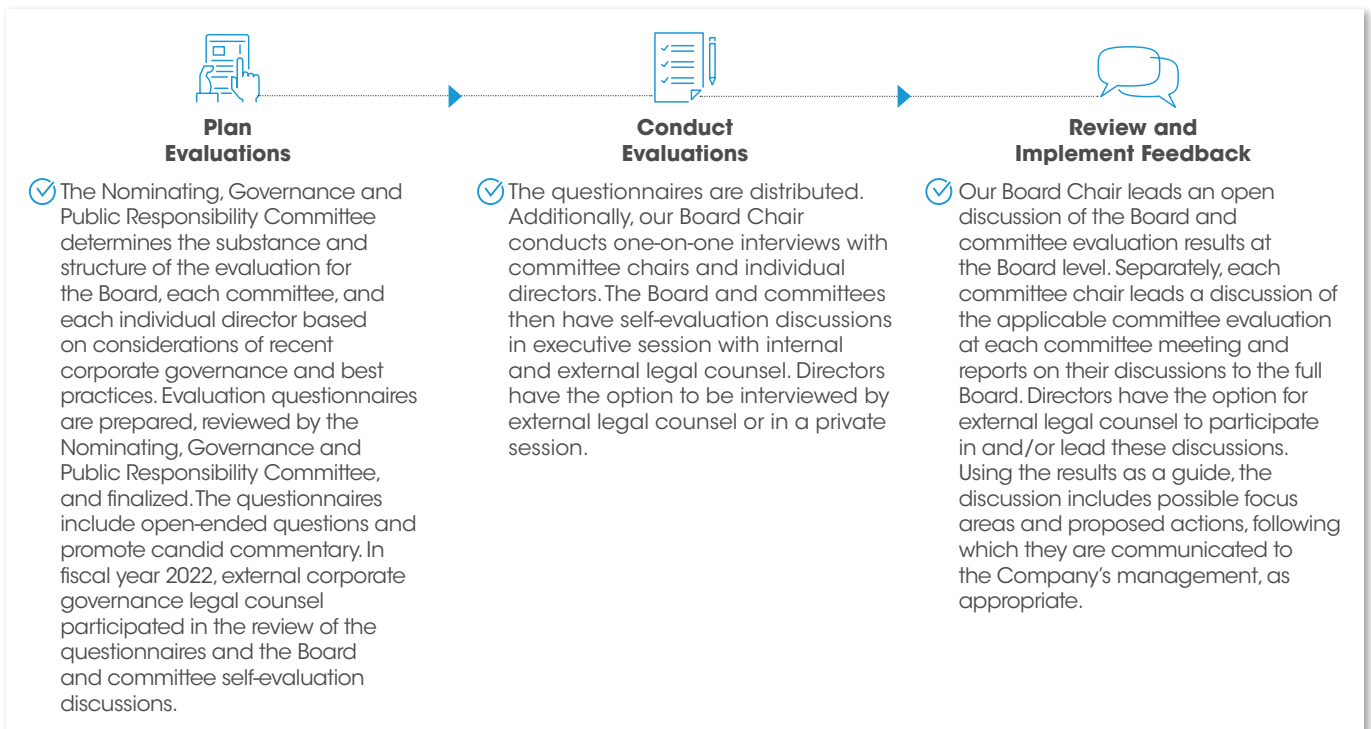 Plan
Evaluations
The Nominating, Governance and
Public Responsibility Committee
determines the substance and
structure of the evaluation for
the Board, each committee, and
each individual director based
on considerations of recent
corporate governance and best
practices. Evaluation questionnaires
are prepared, reviewed by the
Nominating, Governance and
Public Responsibility Committee,
and finalized. The questionnaires
include open-ended questions and
promote candid commentary. In
fiscal year 2022, external corporate
governance legal counsel
participated in the review of the
questionnaires and the Board
and committee self-evaluation
discussions.
Conduct
Evaluations
The questionnaires are distributed.
Additionally, our Board Chair
conducts one-on-one interviews with
committee chairs and individual
directors. The Board and committees
then have self-evaluation discussions
in executive session with internal
and external legal counsel. Directors
have the option to be interviewed by
external legal counsel or in a private
session.
Review and
Implement Feedback
Our Board Chair leads an open
discussion of the Board and
committee evaluation results at
the Board level. Separately, each
committee chair leads a discussion of
the applicable committee evaluation
at each committee meeting and
reports on their discussions to the full
Board. Directors have the option for
external legal counsel to participate
in and/or lead these discussions.
Using the results as a guide, the
discussion includes possible focus
areas and proposed actions, following
which they are communicated to
the Company's management, as
appropriate.